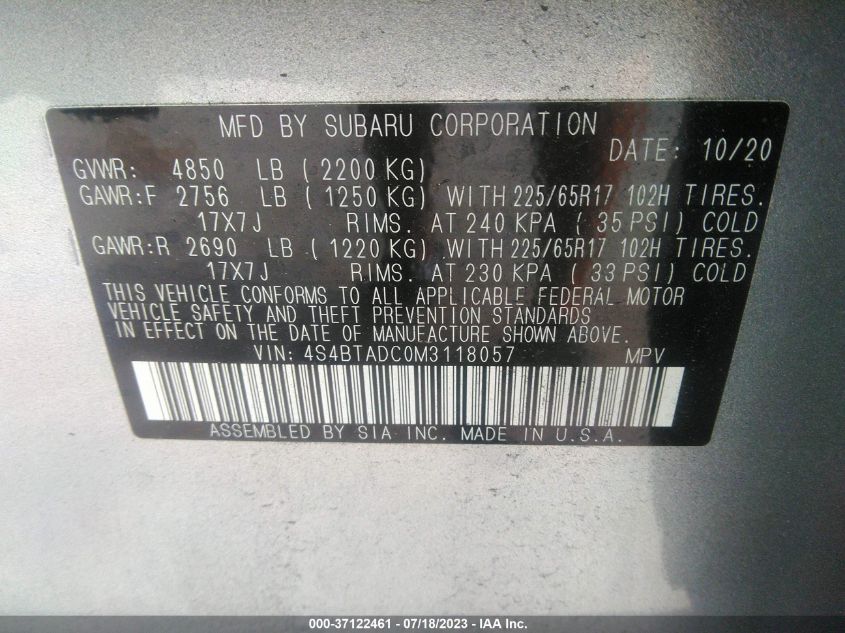 MFD BY SUBARU CORPORATION
DATE: 10/20
GVWR: 4850 LB ( 2200 KG)
GAWR:F 2756 LB ( 1250 KG) WITH 225/65R17 102H TIRES.
17X7J RIMS. AT 240 KPA ( 35 PSI) COLD
GAWR:R 2690 LB ( 1220 KG) WITH 225/65R17 102H TIRES.
17X7J RIMS. AT 230 KPA ( 33 PSI) COLD
THIS VEHICLE CONFORMS TO ALL APPLICABLE FEDERAL MOTOR
VEHICLE SAFETY AND THEFT PREVENTION STANDARDS
IN EFFECT ON THE DATE OF MANUFACTURE SHOWN ABOVE.
VIN: 4S4BTADC0M3118057 MPV
ASSEMBLED BY SIA INC. MADE IN U.S.A.
000-37122461 - 07/18/2023 - IAA Inc.